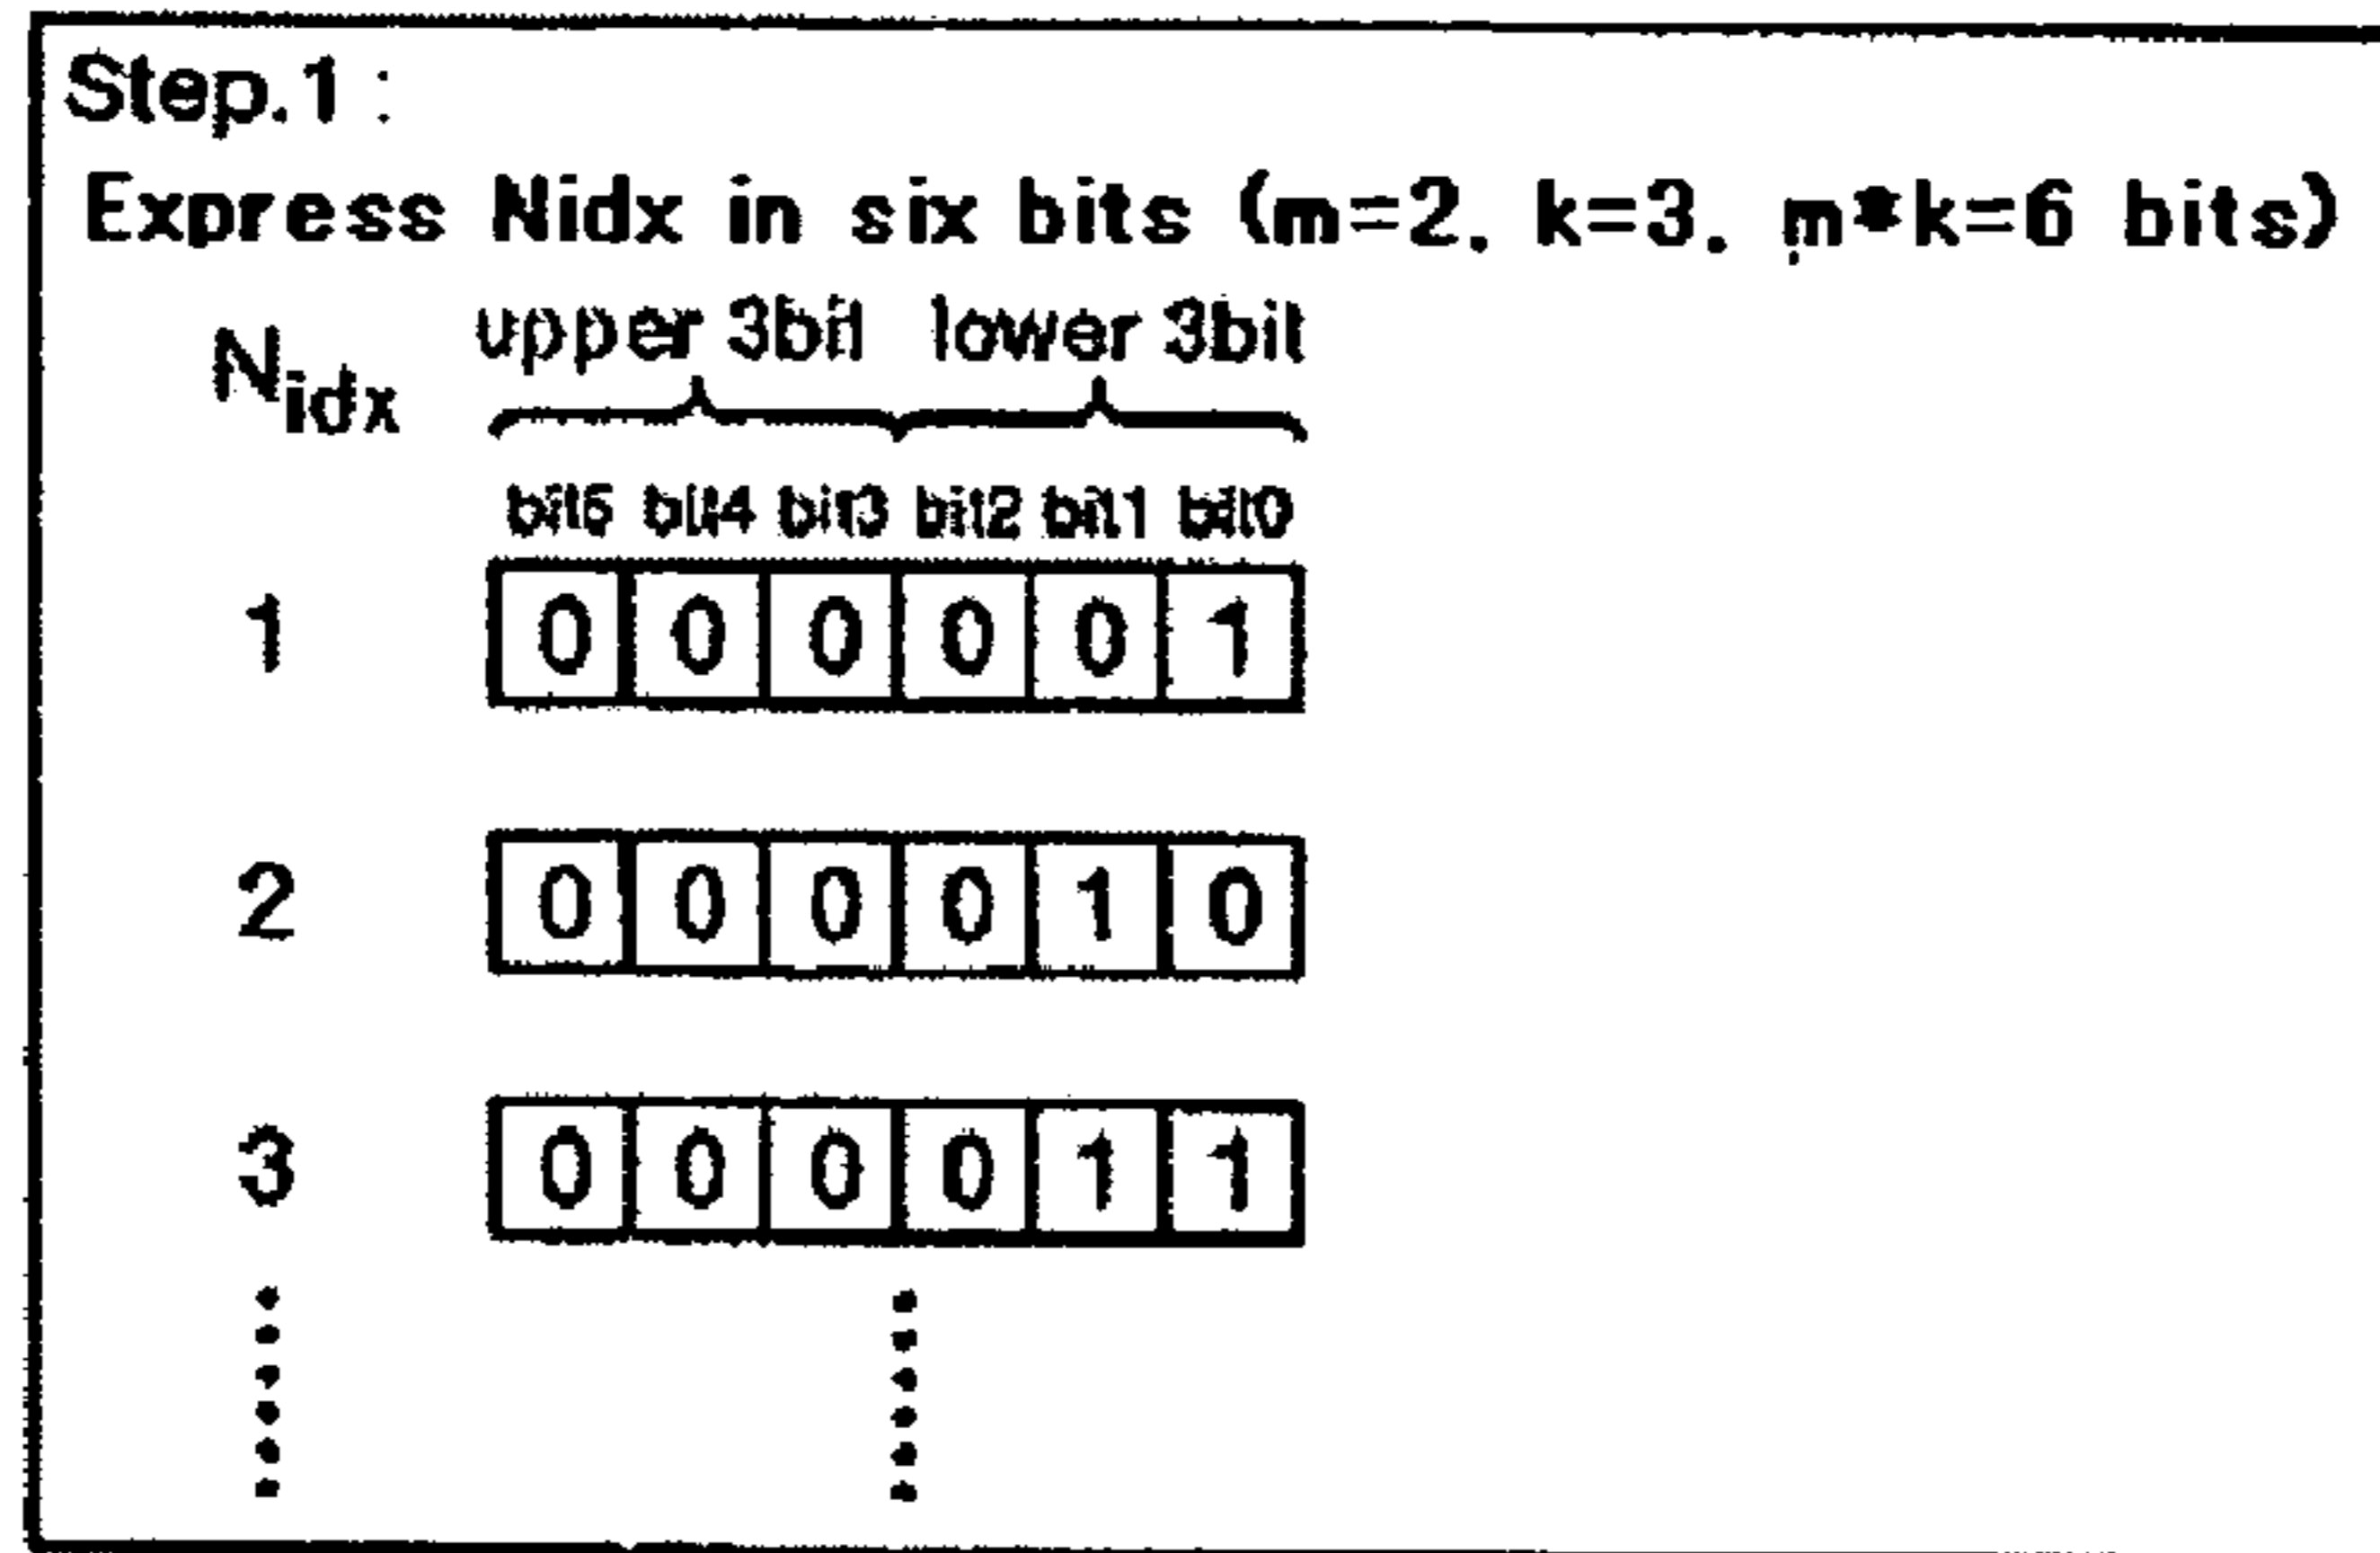 Step.1 :
Express Nidx in six bits (m=2, k=3, m*k=6 bits)
Nidx upper 3bit lower 3bit
bit5 bit4 bit3 bit2 bit1 bit0
1 0 0 0 0 0 1
2 0 0 0 0 1 0
3 0 0 0 0 1 1